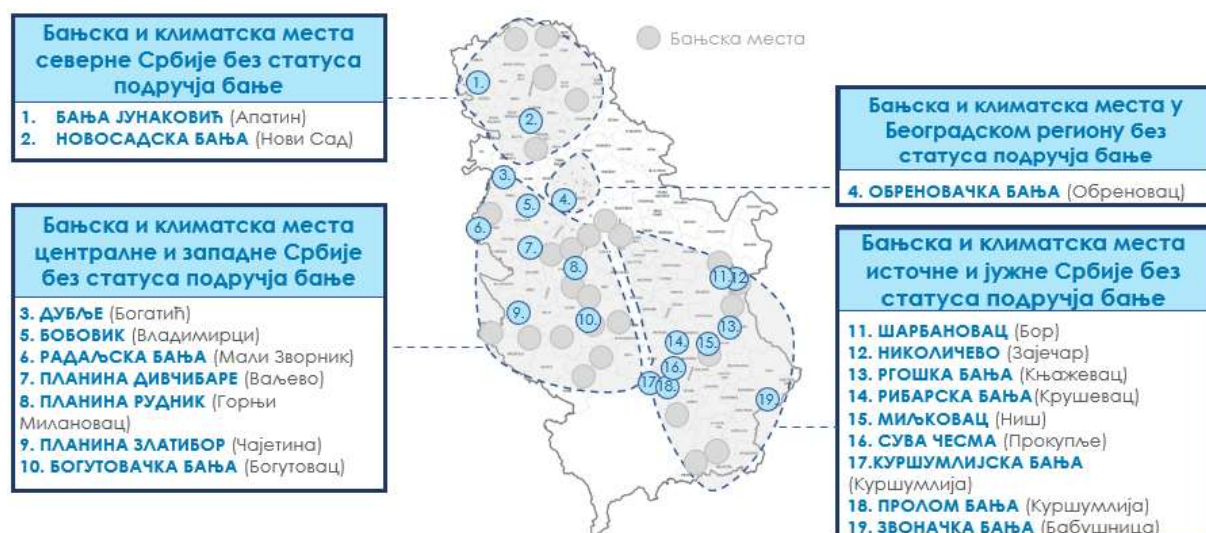 Бањска и климатска места
северне Србије без статуса
подручја бање
1. БАЊА ЈУНАКОВИЋ (Апатин)
2. НОВОСАДСКА БАЊА (Нови Сад)
Бањска места
Бањска и климатска места у
Београдском региону без
статуса подручја бање
4. ОБРЕНОВАЧКА БАЊА (Обреновац)
Бањска и климатска места
централне и западне Србије
без статуса подручја бање
3. ДУБЉЕ (Богатић)
5. БОБОВИК (Владимирци)
6. РАДАЉСКА БАЊА (Мали Зворник)
7. ПЛАНИНА ДИВЧИБАРЕ (Ваљево)
8. ПЛАНИНА РУДНИК (Горњи
Милановац)
9. ПЛАНИНА ЗЛАТИБОР (Чајетина)
10. БОГУТОВАЧКА БАЊА (Богутовац)
Бањска и климатска места
источне и јужне Србије без
статуса подручја бање
11. ШАРБАНОВАЦ (Бор)
12. НИКОЛИЧЕВО (Зајечар)
13. РГОШКА БАЊА (Књажевац)
14. РИБАРСКА БАЊА(Крушевац)
15. МИЉКОВАЦ (Ниш)
16. СУВА ЧЕСМА (Прокупље)
17.КУРШУМЛИЈСКА БАЊА
(Куршумлија)
18. ПРОЛОМ БАЊА (Куршумлија)
19. ЗВОНАЧКА БАЊА (Бабушница)
1.
2.
3.
4.
5.
6.
7.
8.
9.
10.
11.
12
13.
14.
15.
16.
17
18.
19.